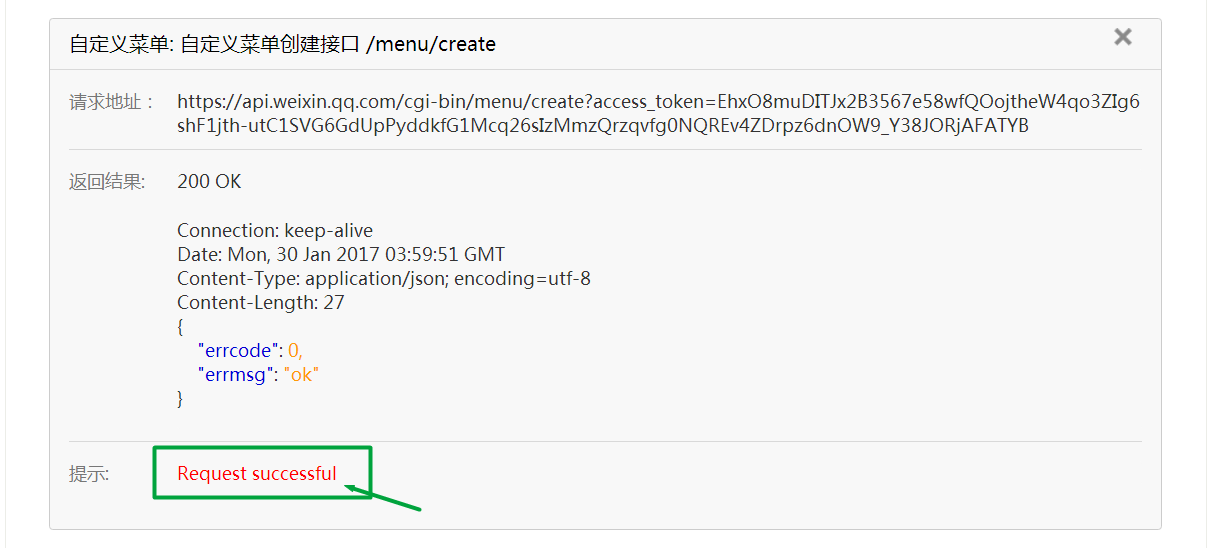 自定义菜单: 自定义菜单创建接口 /menu/create
请求地址：
https://api.weixin.qq.com/cgi-bin/menu/create?access_token=EhxO8muDITJx2B3567e58wfQOojtheW4qo3ZIg6
shF1jth-utC1SVG6GdUpPyddkfG1Mcq26sIzMmzQrzqvfg0NQREv4ZDrpz6dnOW9_Y38JORjAFATYB
返回结果: 200 OK
Connection: keep-alive
Date: Mon, 30 Jan 2017 03:59:51 GMT
Content-Type: application/json; encoding=utf-8
Content-Length: 27
{
"errcode": 0,
"errmsg": "ok"
}
提示: Request successful